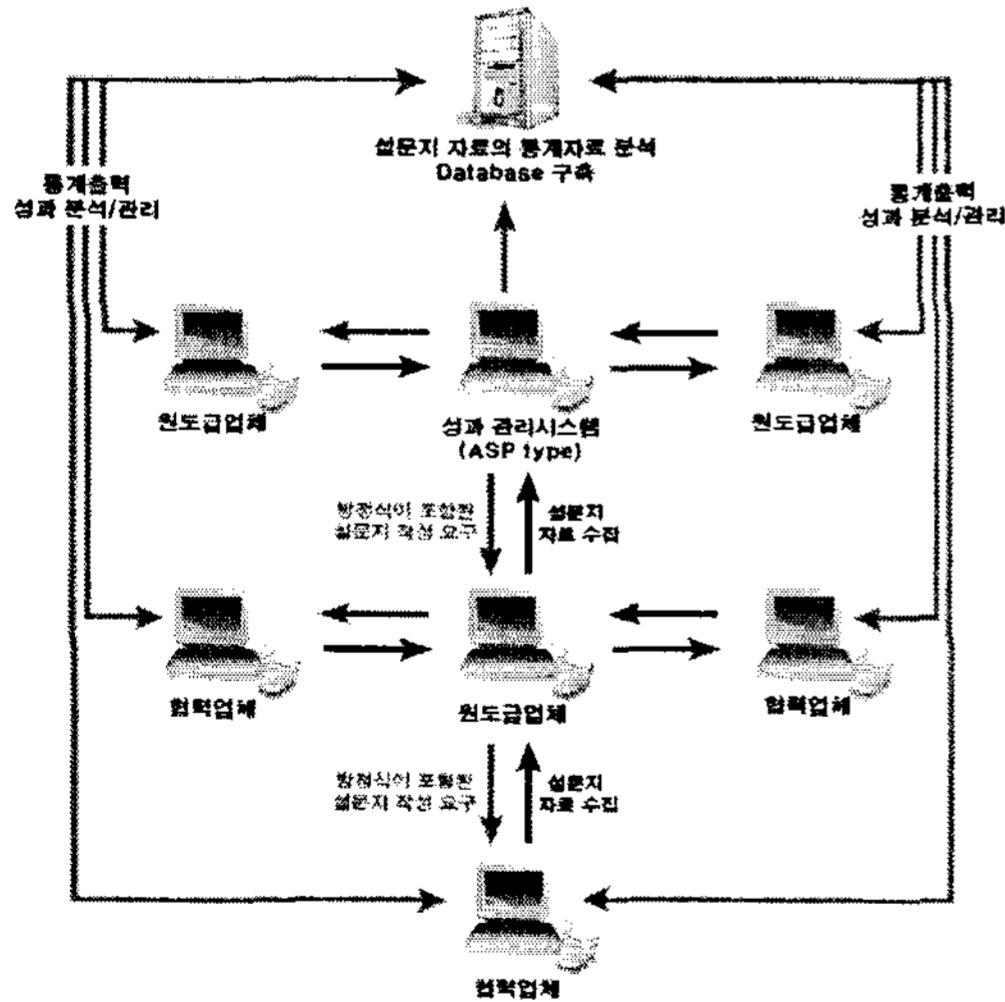 설문지 자료의 통계자료 분석
Database 구축
통계출력
성과 분석/관리
통계출력
성과 분석/관리
원도급업체
성과 관리시스템
(ASP type)
원도급업체
방정식이 포함된
설문지 작성 요구
설문지
자료 수집
협력업체
원도급업체
협력업체
방정식이 포함된
설문지 작성 요구
설문지
자료 수집
협력업체